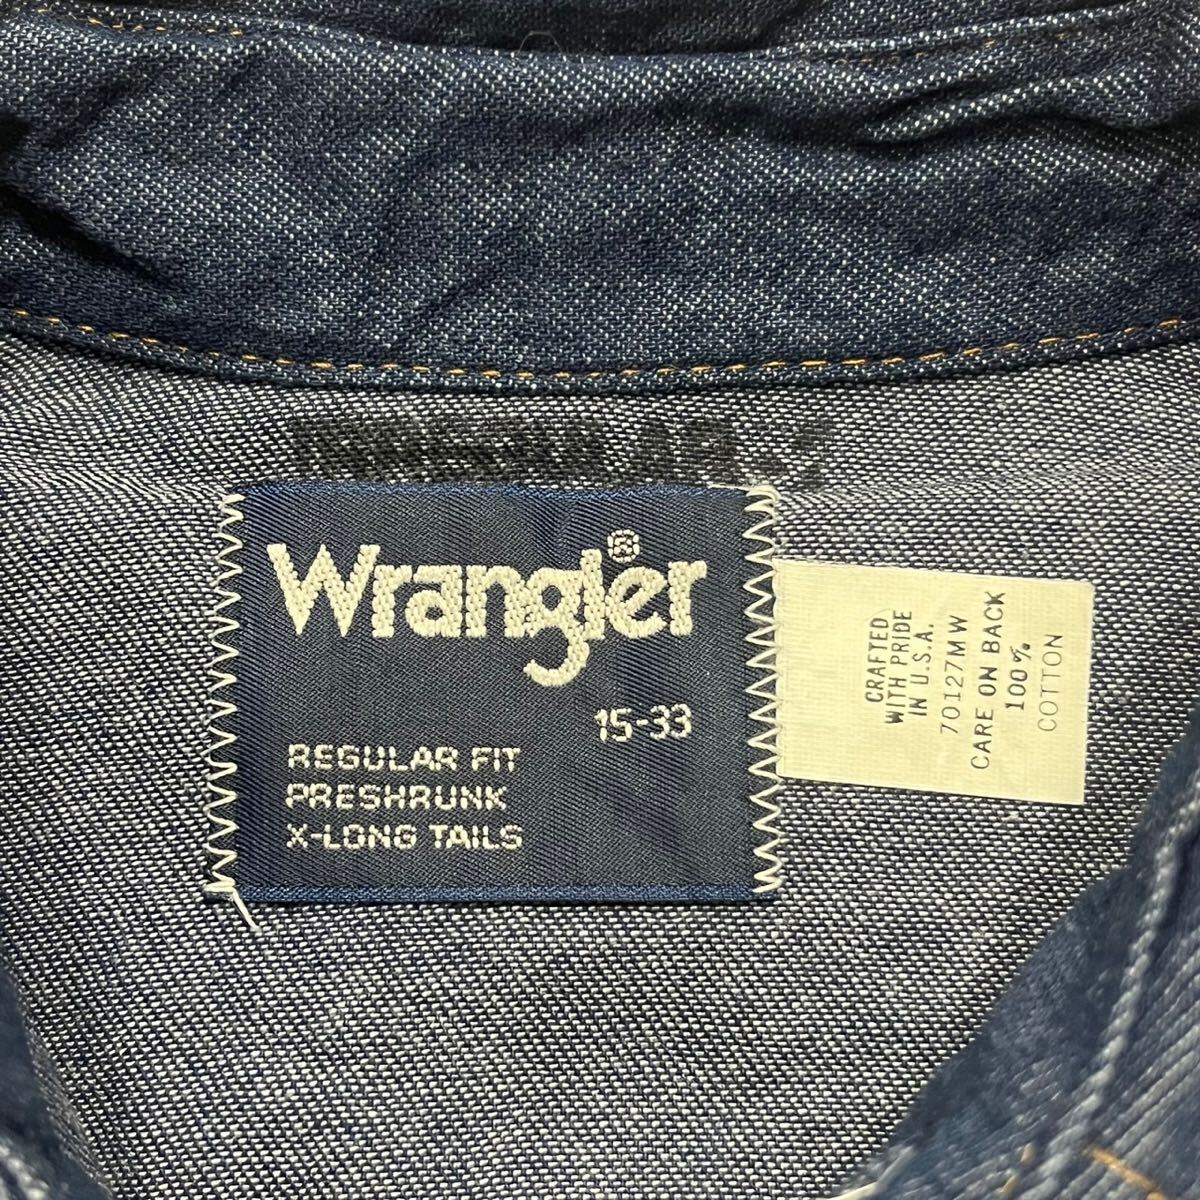 Wrangler®
15-33
REGULAR FIT
PRESHRUNK
X-LONG TAILS
CRAFTED
WITH PRIDE
IN U.S.A.
70127MW
CARE ON BACK
100%
COTTON